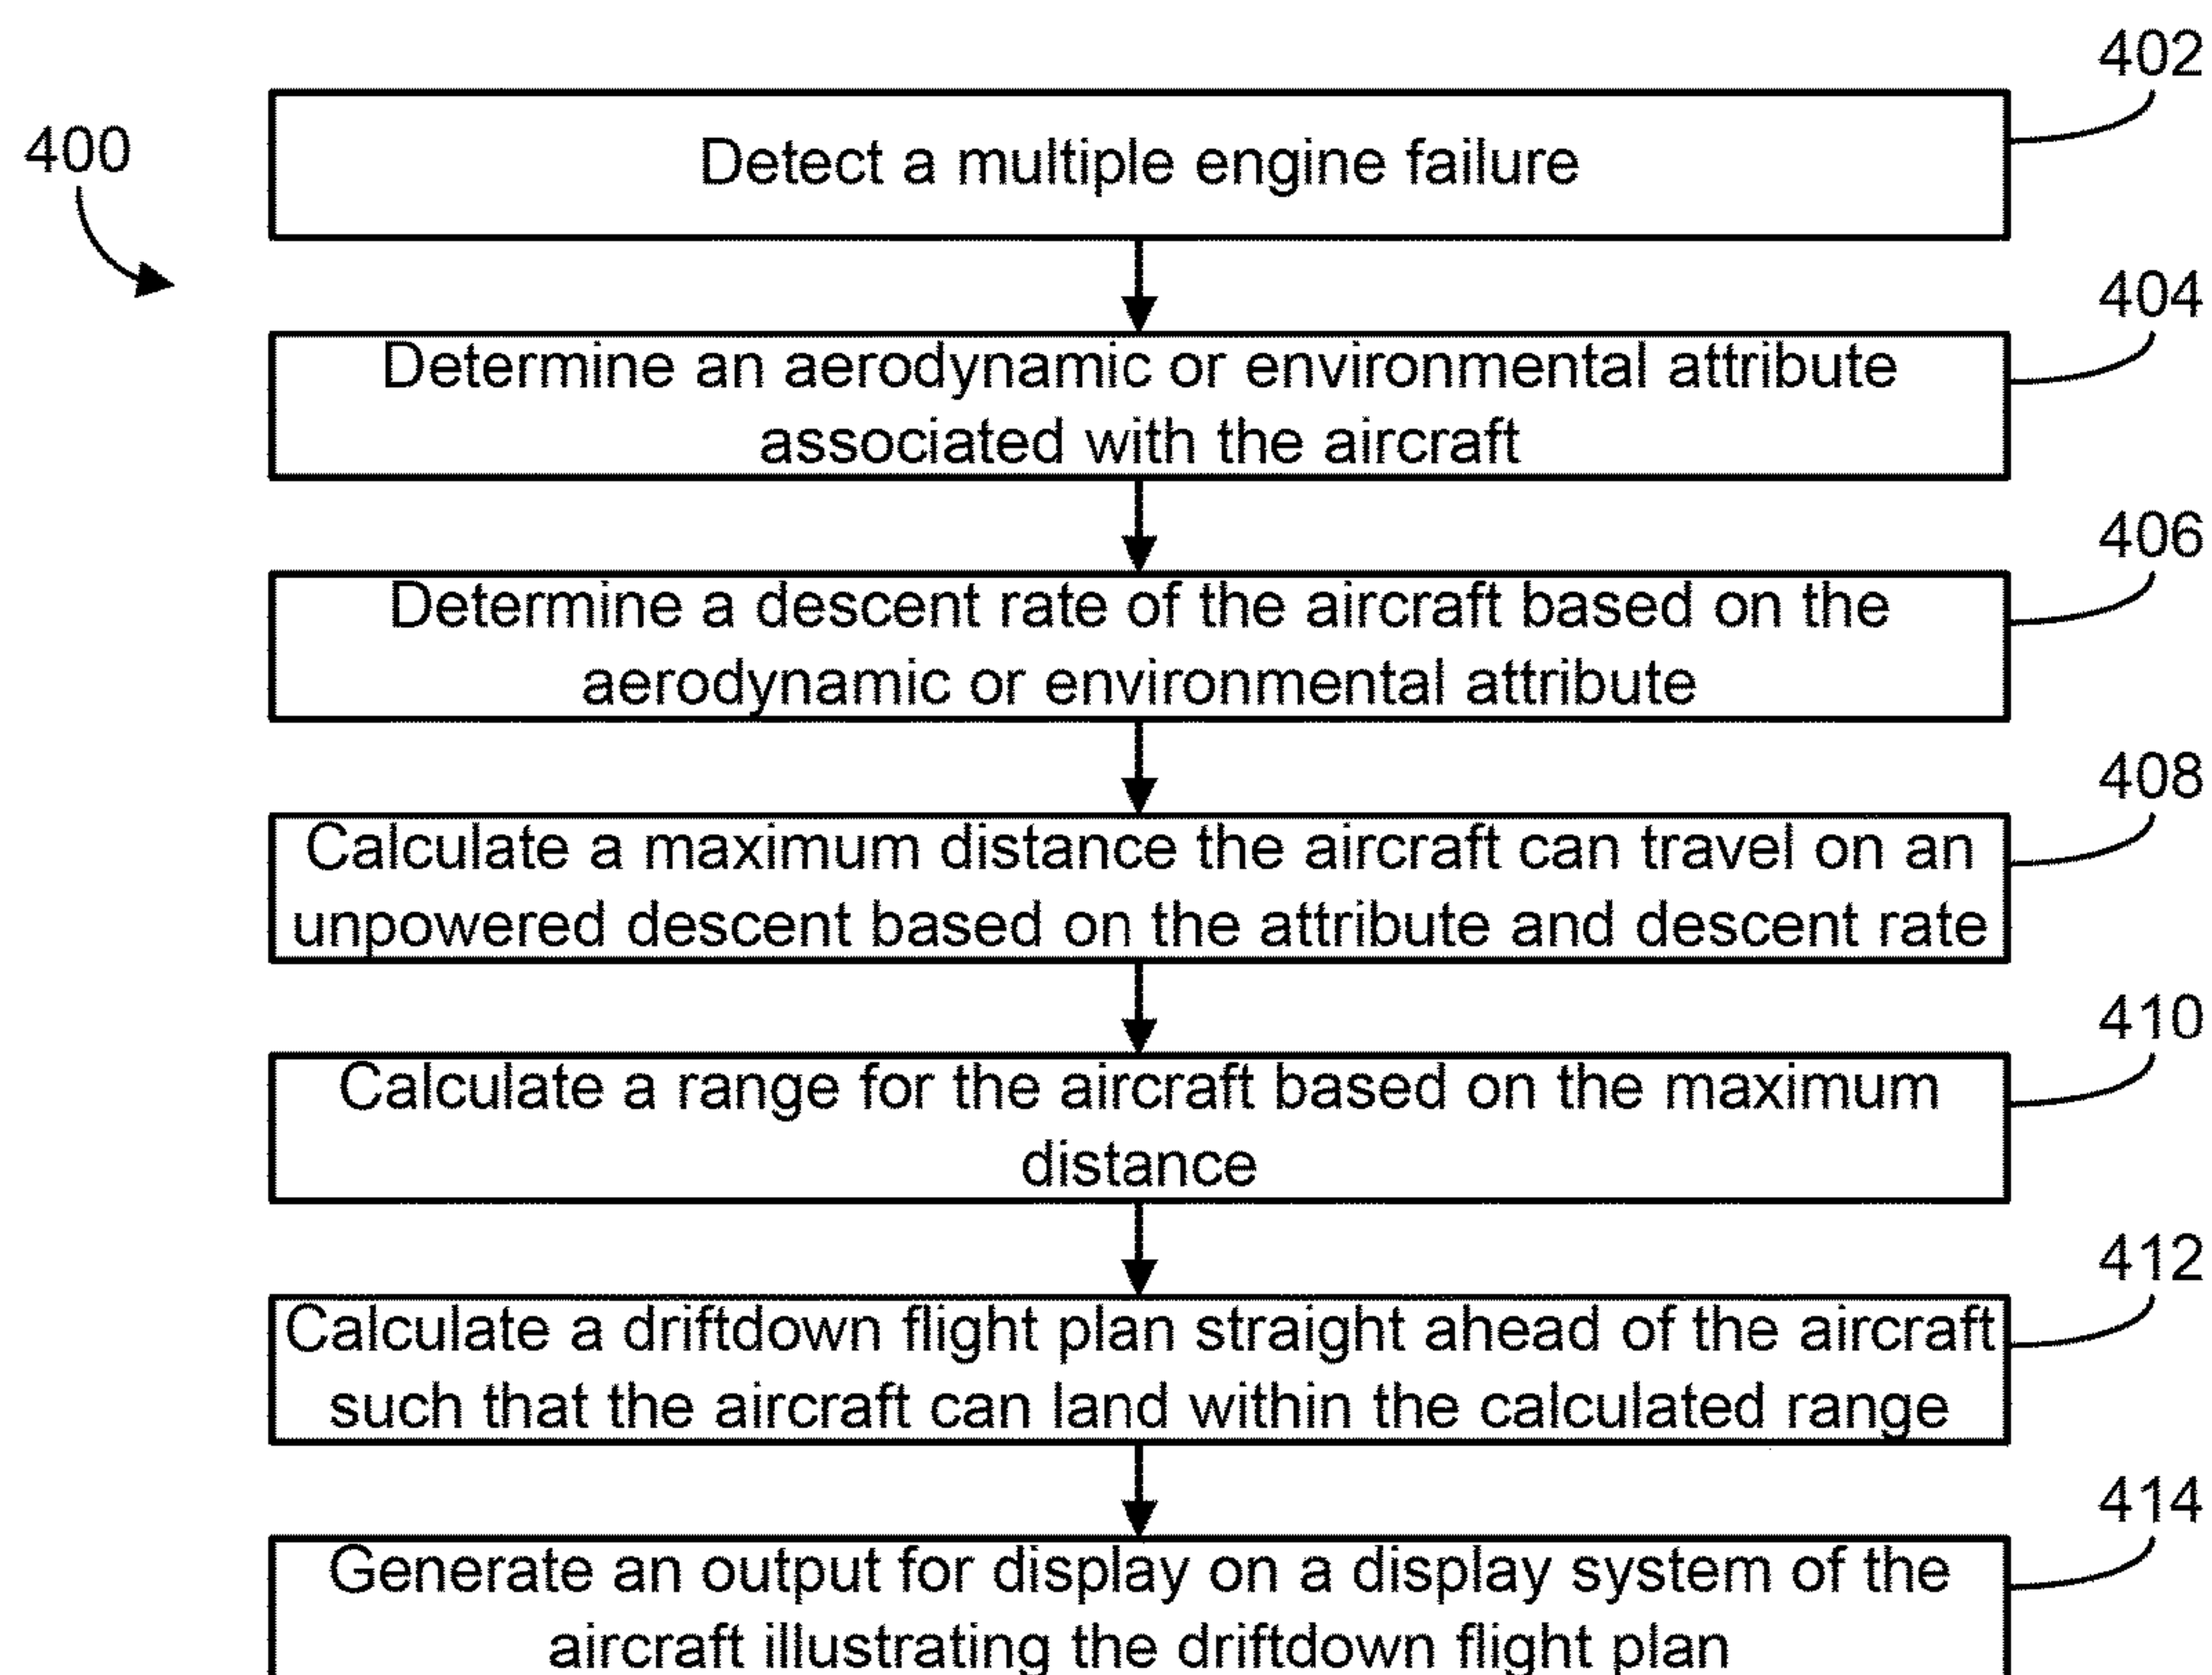 402
400
Detect a multiple engine failure
404
Determine an aerodynamic or environmental attribute
associated with the aircraft
406
Determine a descent rate of the aircraft based on the
aerodynamic or environmental attribute
408
Calculate a maximum distance the aircraft can travel on an
unpowered descent based on the attribute and descent rate
410
Calculate a range for the aircraft based on the maximum
distance
412
Calculate a driftdown flight plan straight ahead of the aircraft
such that the aircraft can land within the calculated range
414
Generate an output for display on a display system of the
aircraft illustrating the driftdown flight plan